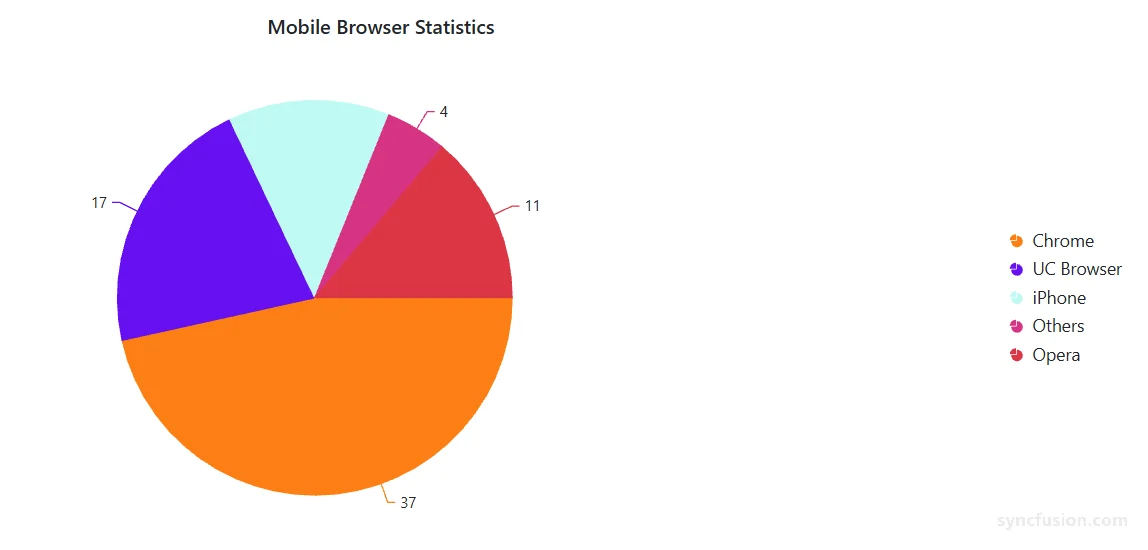 Mobile Browser Statistics
4
17
11
37
Chrome
UC Browser
iPhone
Others
Opera
syncfusion.com